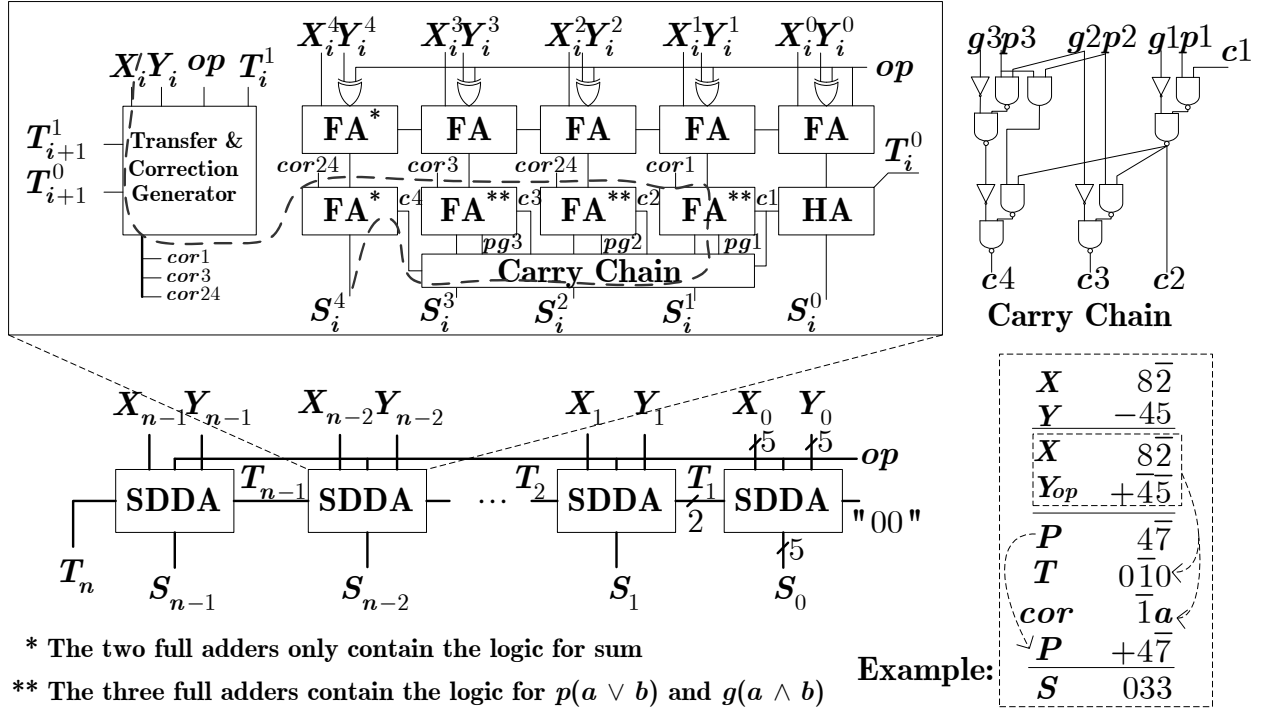 X_i^4 Y_i^4 X_i^3 Y_i^3 X_i^2 Y_i^2 X_i^1 Y_i^1 X_i^0 Y_i^0
op
X_i Y_i op T_i^1
T_{i+1}^1
T_{i+1}^0
Transfer &
Correction
Generator
cor1
cor3
cor24
FA* FA FA FA FA
cor24 cor3 cor24 cor1 T_i^0
FA* c4 FA** c3 FA** c2 FA** c1 HA
pg3 pg2 pg1
Carry Chain
S_i^4 S_i^3 S_i^2 S_i^1 S_i^0
g3p3 g2p2 g1p1
c1
c4 c3 c2
Carry Chain
X_{n-1} Y_{n-1} X_{n-2} Y_{n-2} X_1 Y_1 X_0 Y_0
5 5
op
SDDA T_{n-1} SDDA ... T_2 SDDA T_1 SDDA "00"
2
5
T_n S_{n-1} S_{n-2} S_1 S_0
* The two full adders only contain the logic for sum
** The three full adders contain the logic for p(a ∨ b) and g(a ∧ b)
Example:
X 82̅
Y −45
X 82̅
Y_op +4̅5̅
P 47̅
T 01̅0
cor 1̅a
P +47̅
S 033